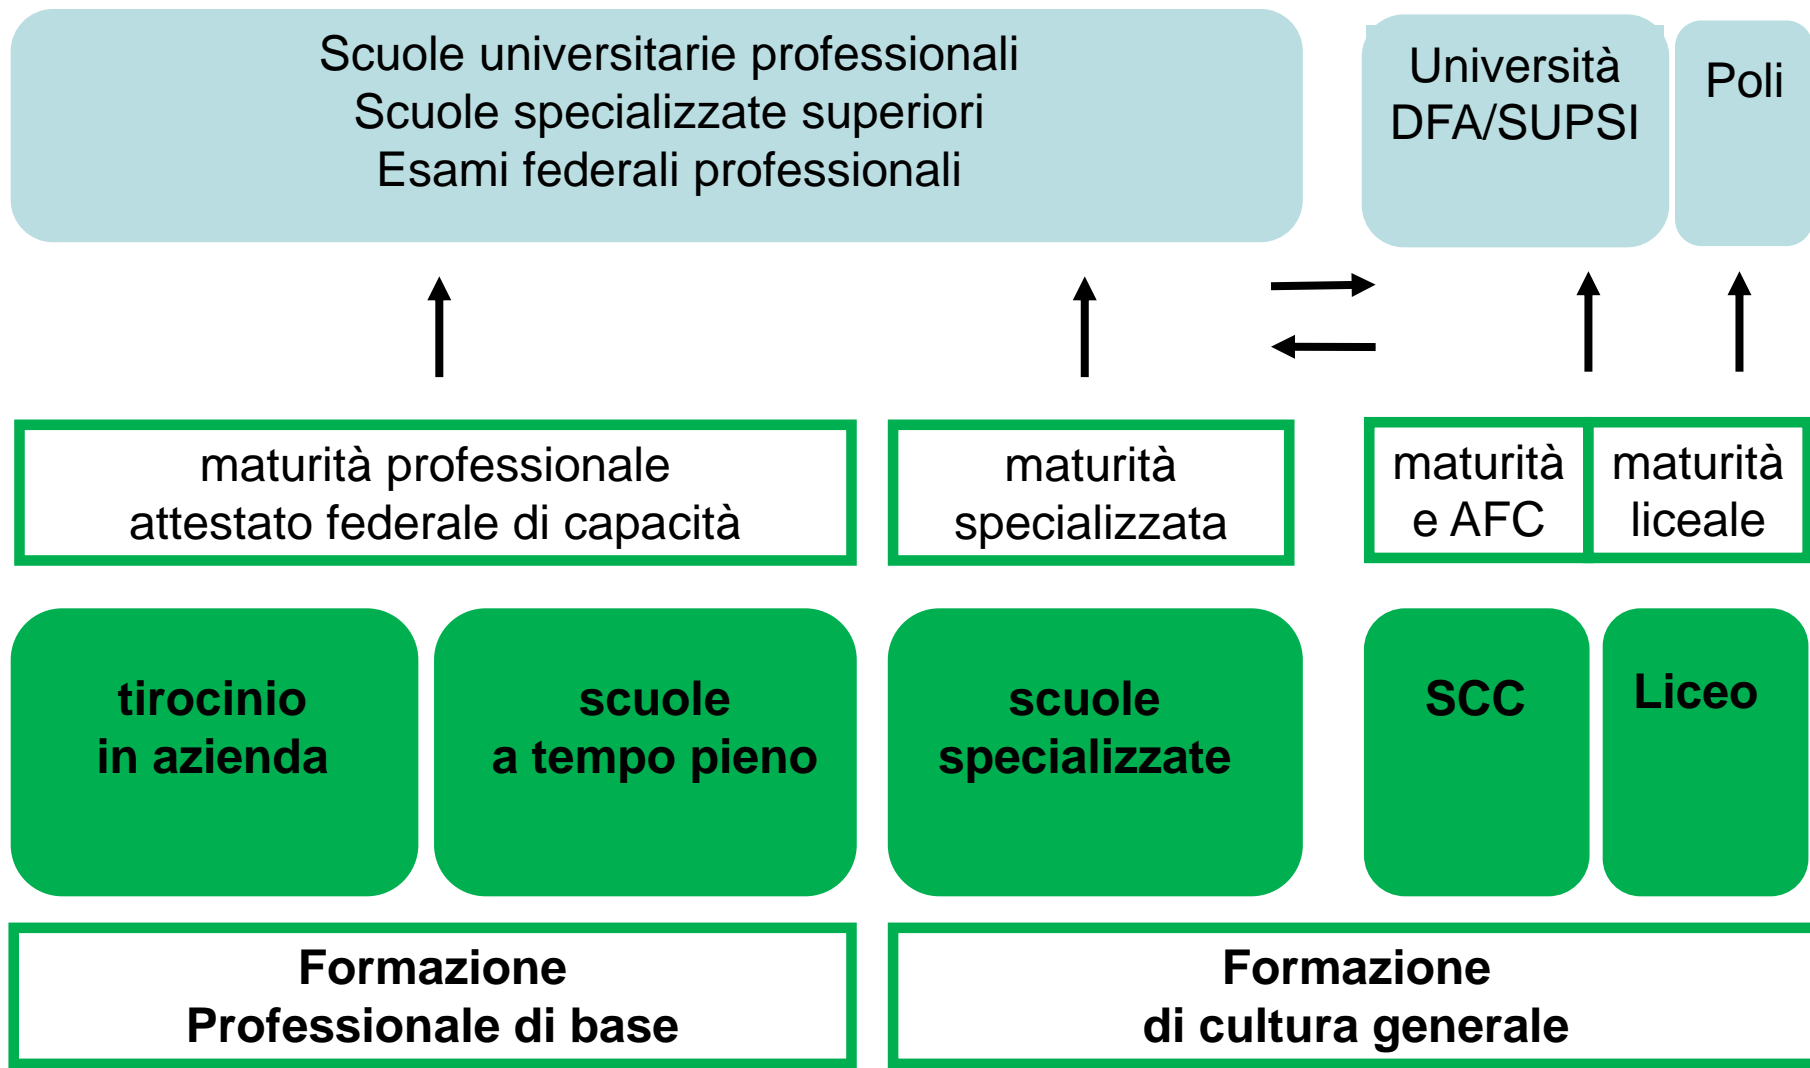 Scuole universitarie professionali
Scuole specializzate superiori
Esami federali professionali
Università
DFA/SUPSI
Poli
maturità professionale
attestato federale di capacità
maturità
specializzata
maturità
e AFC
maturità
liceale
tirocinio
in azienda
scuole
a tempo pieno
scuole
specializzate
SCC
Liceo
Formazione
Professionale di base
Formazione
di cultura generale